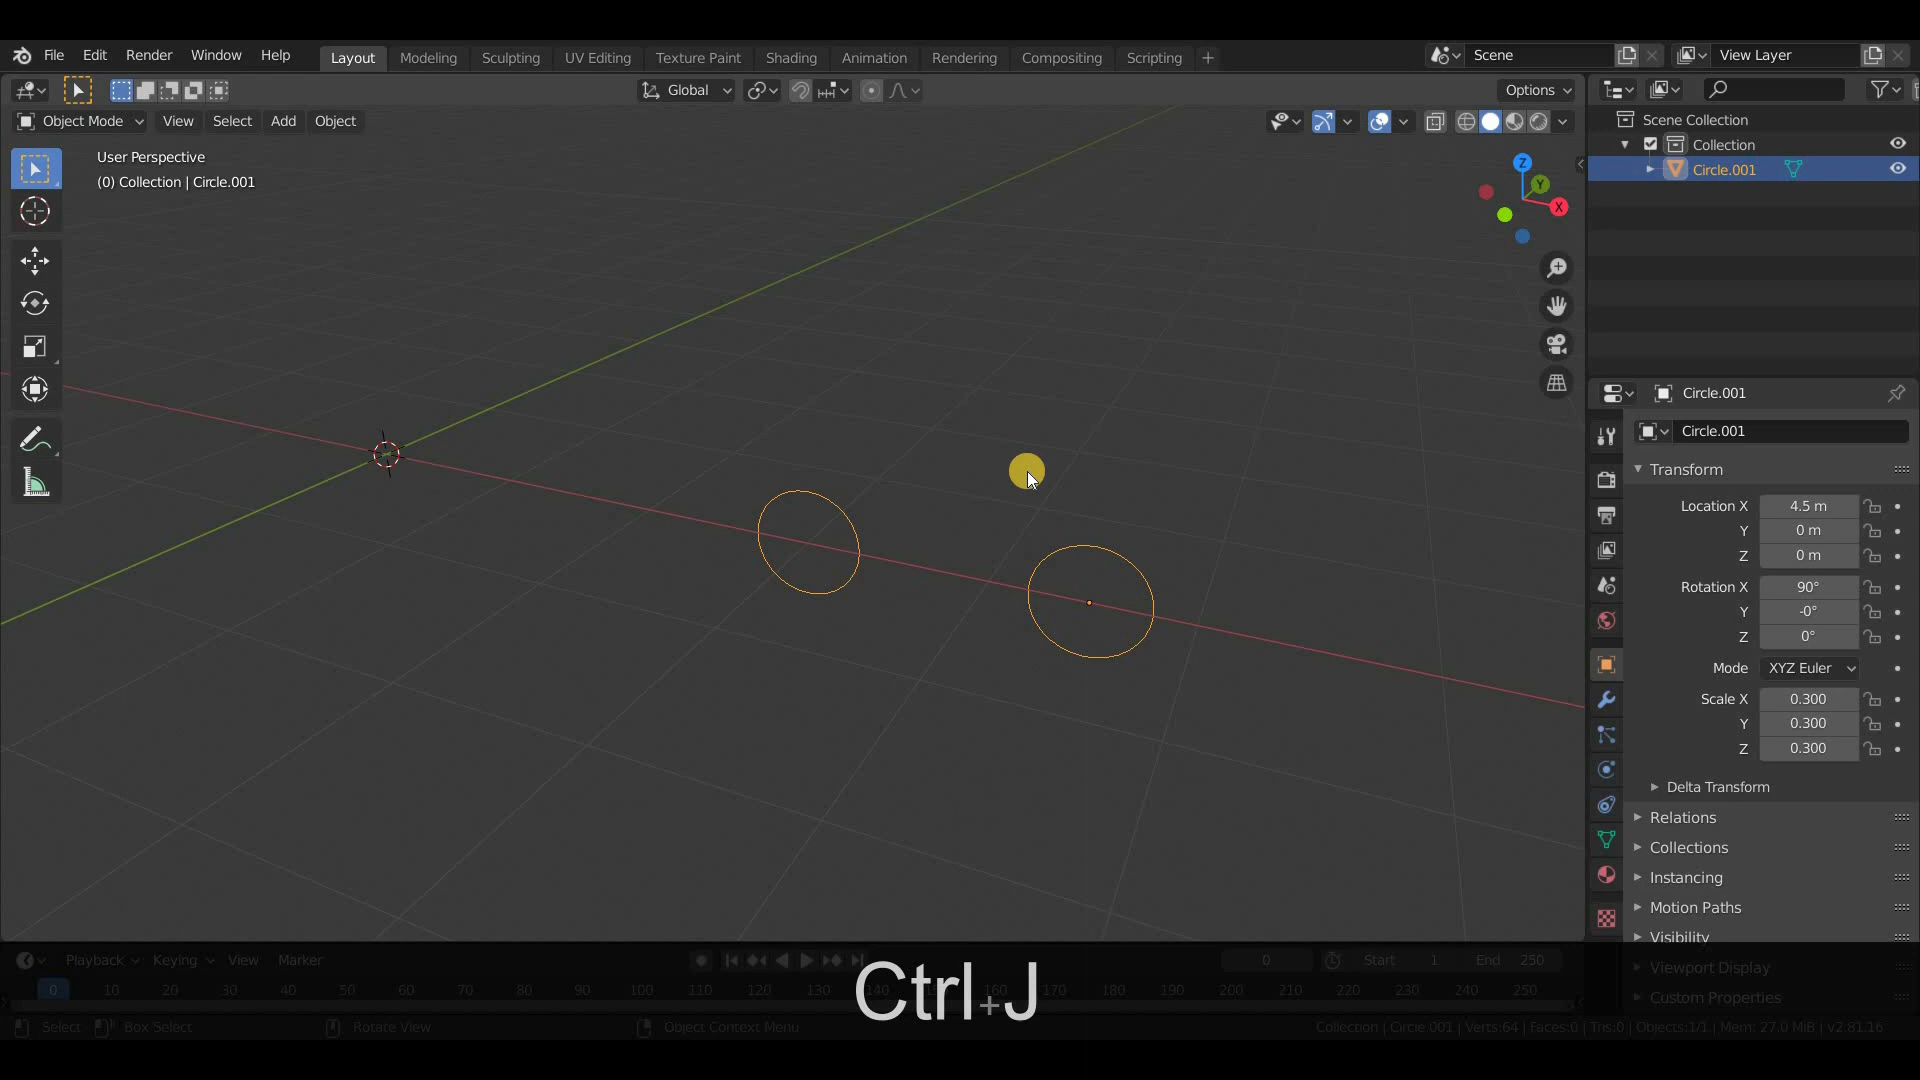 File Edit Render Window Help Layout Modeling Sculpting UV Editing Texture Paint Shading Animation Rendering Compositing Scripting + Scene View Layer
Global Options
Object Mode View Select Add Object
User Perspective
(0) Collection | Circle.001
Z
Y
X
Scene Collection
Collection
Circle.001
Circle.001
Circle.001
Transform
Location X 4.5 m
Y 0 m
Z 0 m
Rotation X 90°
Y -0°
Z 0°
Mode XYZ Euler
Scale X 0.300
Y 0.300
Z 0.300
Delta Transform
Relations
Collections
Instancing
Motion Paths
Visibility
Viewport Display
Custom Properties
Playback Keying View Marker 0 Start 1 End 250
0 10 20 30 40 50 60 70 80 90 100 110 120 130 140 150 160 170 180 190 200 210 220 230 240 250
Ctrl+J
Select Box Select Rotate View Object Context Menu Collection | Circle.001 | Verts:64 | Faces:0 | Tris:0 | Objects:1/1 | Mem: 27.0 MiB | v2.81.16